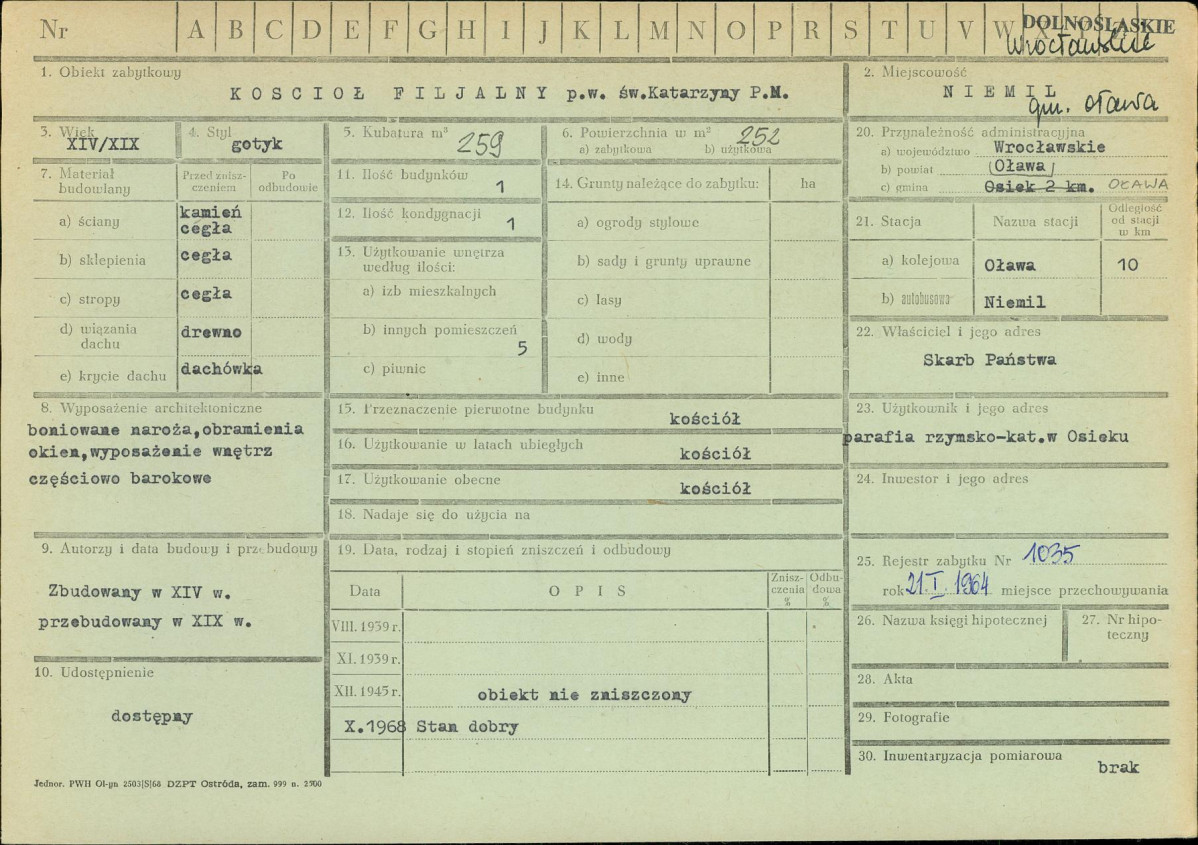 Nr A B C D E F G H I J K L M N O P R S T U V W X Y Z
DOLNOŚLĄSKIE
Wrocławskie
1. Obiekt zabytkowy
KOSCIOŁ FILJALNY p.w. św.Katarzyny P.M.
2. Miejscowość
NIEMIL
gm. Oława
3. Wiek
XIV/XIX
4. Styl
gotyk
5. Kubatura m³
259
6. Powierzchnia w m²
252
a) zabytkowa b) użytkowa
20. Przynależność administracyjna
a) województwo Wrocławskie
b) powiat (Oława)
c) gmina Osiek 2 km. OŁAWA
7. Materiał budowlany
Przed zniszczeniem
Po odbudowie
a) ściany kamień cegła
b) sklepienia cegła
c) stropy cegła
d) wiązania dachu drewno
e) krycie dachu dachówka
11. Ilość budynków 1
12. Ilość kondygnacji 1
13. Użytkowanie wnętrza według ilości:
a) izb mieszkalnych
b) innych pomieszczeń 5
c) piwnic
14. Grunty należące do zabytku: ha
a) ogrody stylowe
b) sady i grunty uprawne
c) lasy
d) wody
e) inne
21. Stacja Nazwa stacji Odległość od stacji w km
a) kolejowa Oława 10
b) autobusowa Niemil
22. Właściciel i jego adres
Skarb Państwa
8. Wyposażenie architektoniczne
boniowane naroża,obramienia
okien,wyposażenie wnętrz
częściowo barokowe
15. Przeznaczenie pierwotne budynku kościół
16. Użytkowanie w latach ubiegłych kościół
17. Użytkowanie obecne kościół
18. Nadaje się do użycia na
23. Użytkownik i jego adres
parafia rzymsko-kat.w Osieku
24. Inwestor i jego adres
9. Autorzy i data budowy i przebudowy
Zbudowany w XIV w.
przebudowany w XIX w.
10. Udostępnienie
dostępny
19. Data, rodzaj i stopień zniszczeń i odbudowy
Data OPIS Zniszczenia % Odbudowa %
VIII. 1939 r.
XI. 1939 r.
XII. 1945 r. obiekt nie zniszczony
X.1968 Stan dobry
25. Rejestr zabytku Nr 1035
rok 21.I.1964 miejsce przechowywania
26. Nazwa księgi hipotecznej
27. Nr hipoteczny
28. Akta
29. Fotografie
30. Inwentaryzacja pomiarowa
brak
Jednor. PWH Ol-yn 2503|S|68 DZPT Ostróda, zam. 999 n. 2500